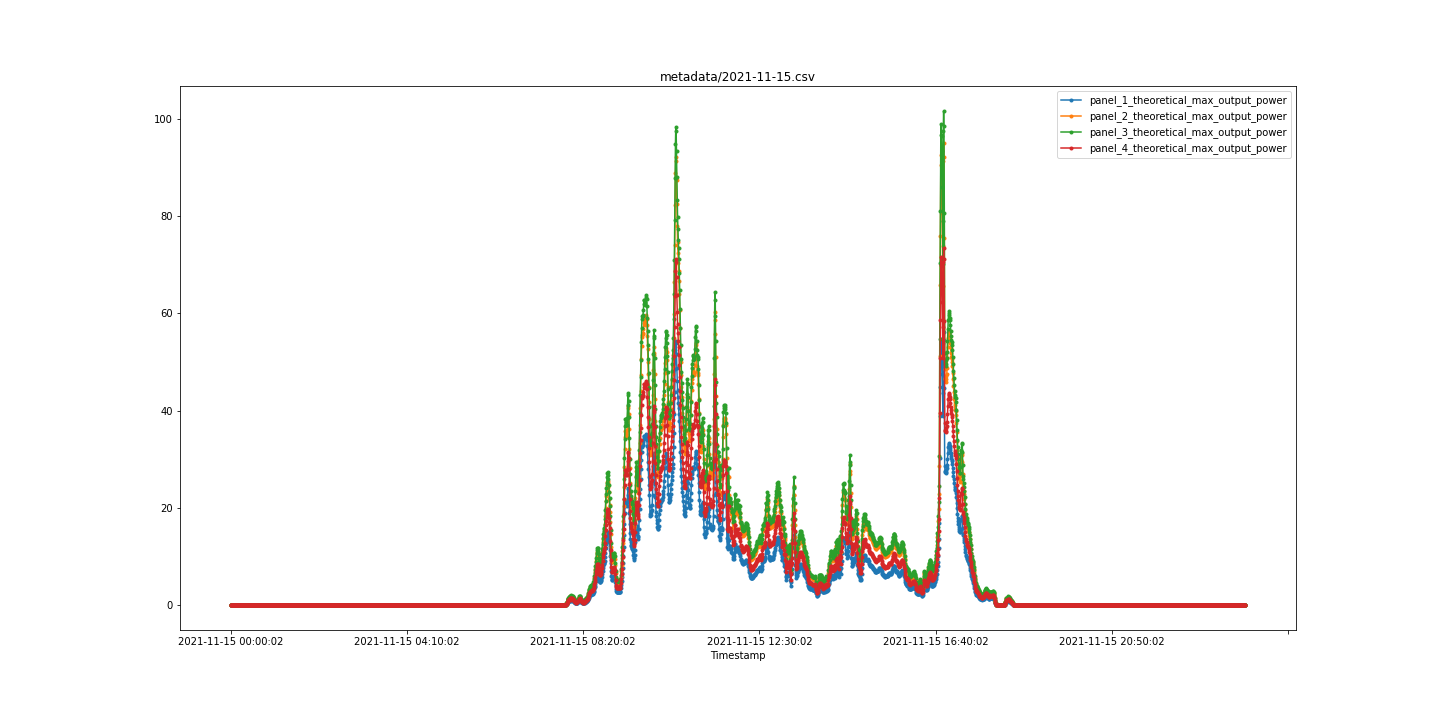 metadata/2021-11-15.csv
panel_1_theoretical_max_output_power
panel_2_theoretical_max_output_power
panel_3_theoretical_max_output_power
panel_4_theoretical_max_output_power
100
80
60
40
20
0
2021-11-15 00:00:02 2021-11-15 04:10:02 2021-11-15 08:20:02 2021-11-15 12:30:02 2021-11-15 16:40:02 2021-11-15 20:50:02
Timestamp